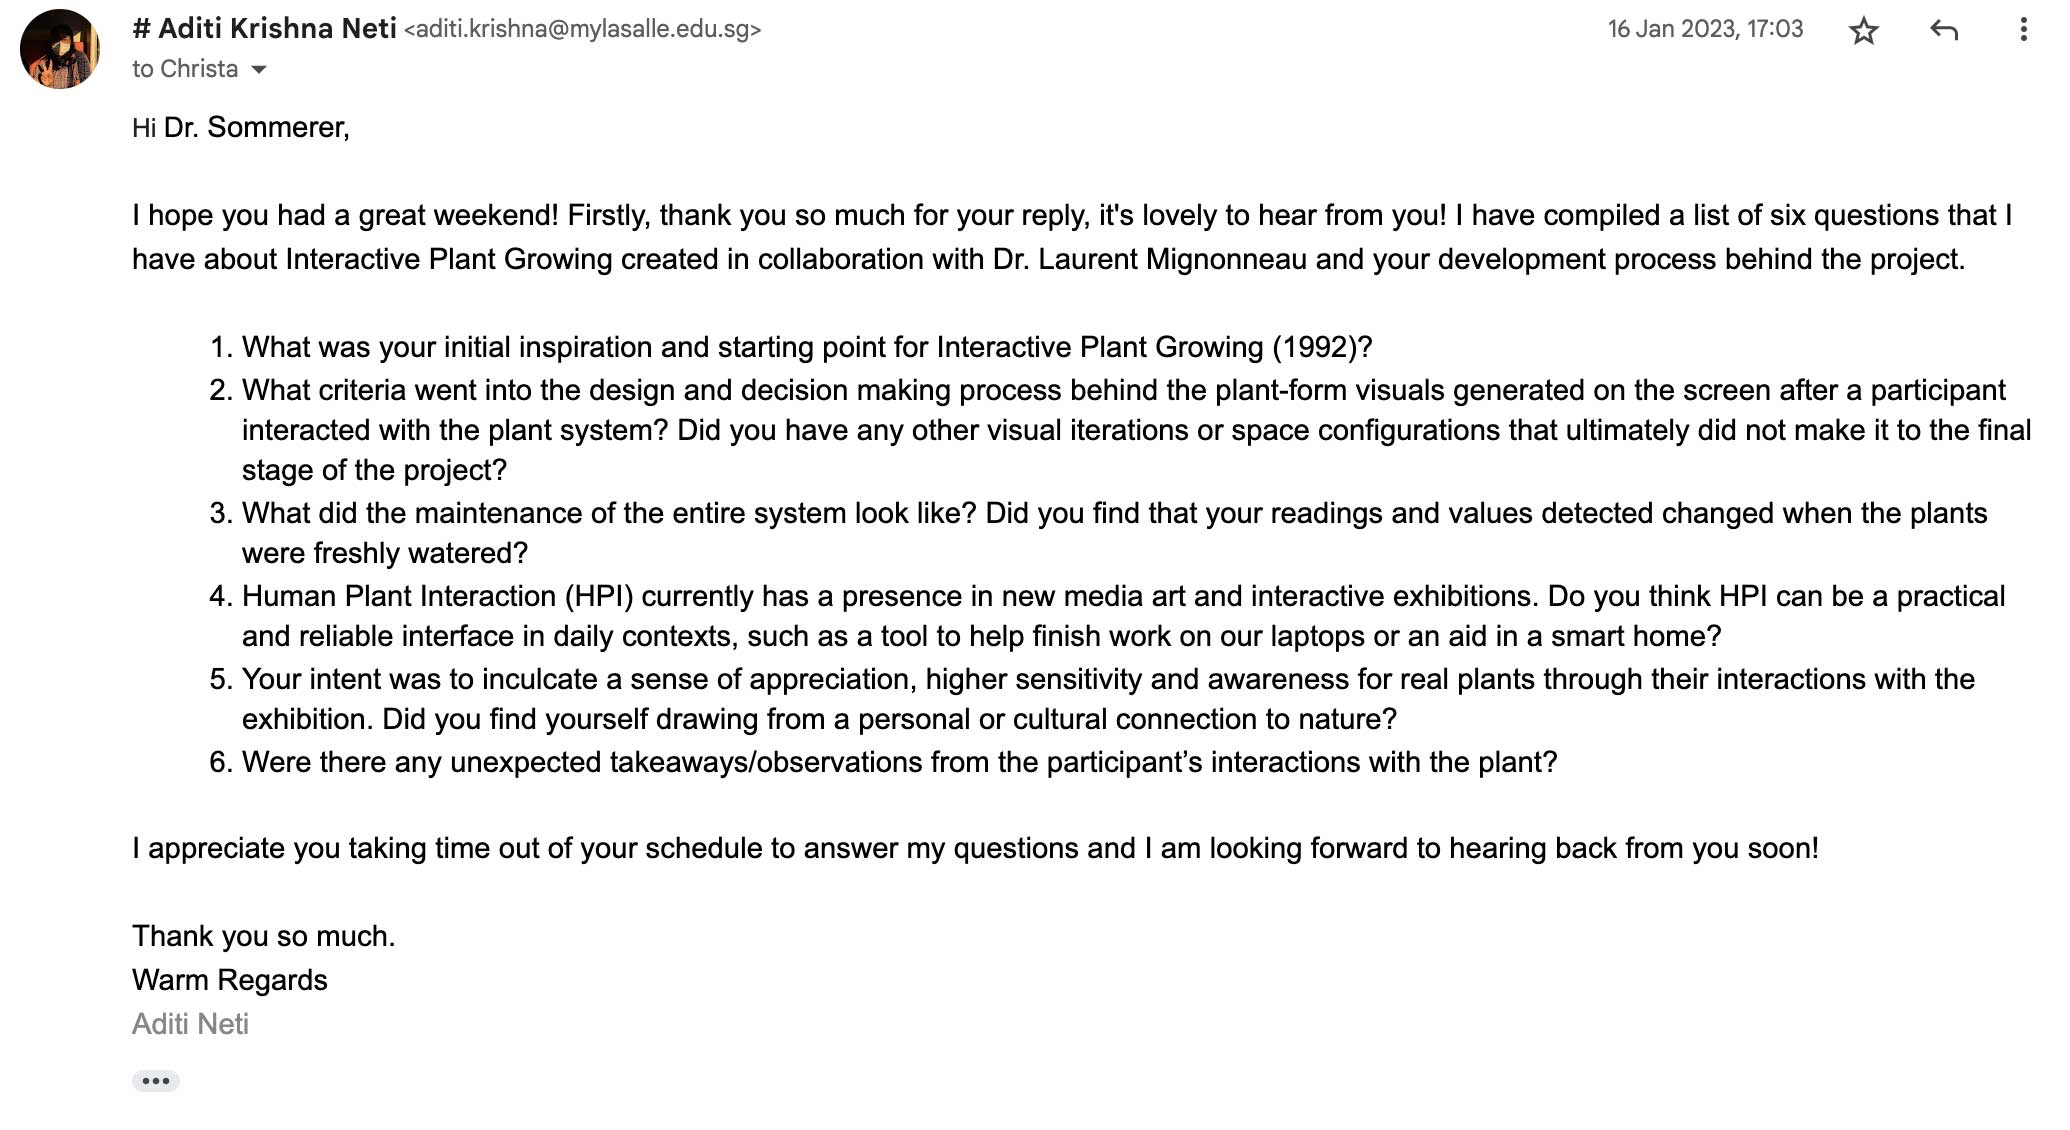 # Aditi Krishna Neti <aditi.krishna@mylasalle.edu.sg>
16 Jan 2023, 17:03
to Christa
Hi Dr. Sommerer,
I hope you had a great weekend! Firstly, thank you so much for your reply, it's lovely to hear from you! I have compiled a list of six questions that I
have about Interactive Plant Growing created in collaboration with Dr. Laurent Mignonneau and your development process behind the project.
1. What was your initial inspiration and starting point for Interactive Plant Growing (1992)?
2. What criteria went into the design and decision making process behind the plant-form visuals generated on the screen after a participant
interacted with the plant system? Did you have any other visual iterations or space configurations that ultimately did not make it to the final
stage of the project?
3. What did the maintenance of the entire system look like? Did you find that your readings and values detected changed when the plants
were freshly watered?
4. Human Plant Interaction (HPI) currently has a presence in new media art and interactive exhibitions. Do you think HPI can be a practical
and reliable interface in daily contexts, such as a tool to help finish work on our laptops or an aid in a smart home?
5. Your intent was to inculcate a sense of appreciation, higher sensitivity and awareness for real plants through their interactions with the
exhibition. Did you find yourself drawing from a personal or cultural connection to nature?
6. Were there any unexpected takeaways/observations from the participant’s interactions with the plant?
I appreciate you taking time out of your schedule to answer my questions and I am looking forward to hearing back from you soon!
Thank you so much.
Warm Regards
Aditi Neti